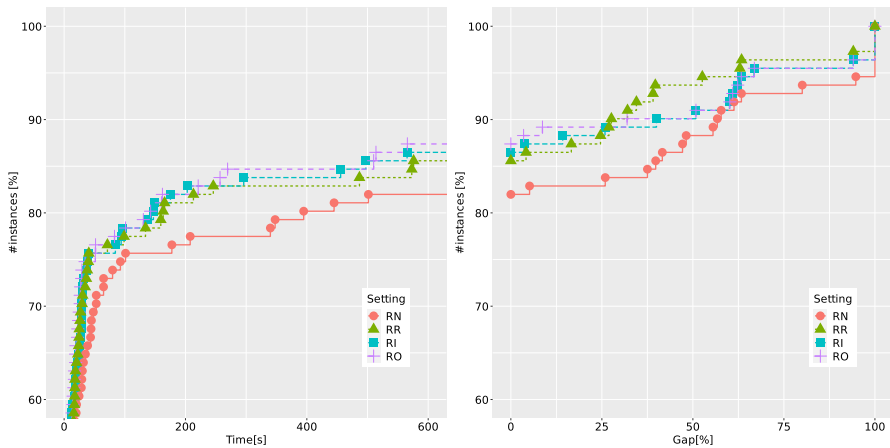 100
90
80
70
60
#instances [%]
0
200
400
600
Time[s]
Setting
RN
RR
RI
RO
100
90
80
70
60
#instances [%]
0
25
50
75
100
Gap[%]
Setting
RN
RR
RI
RO